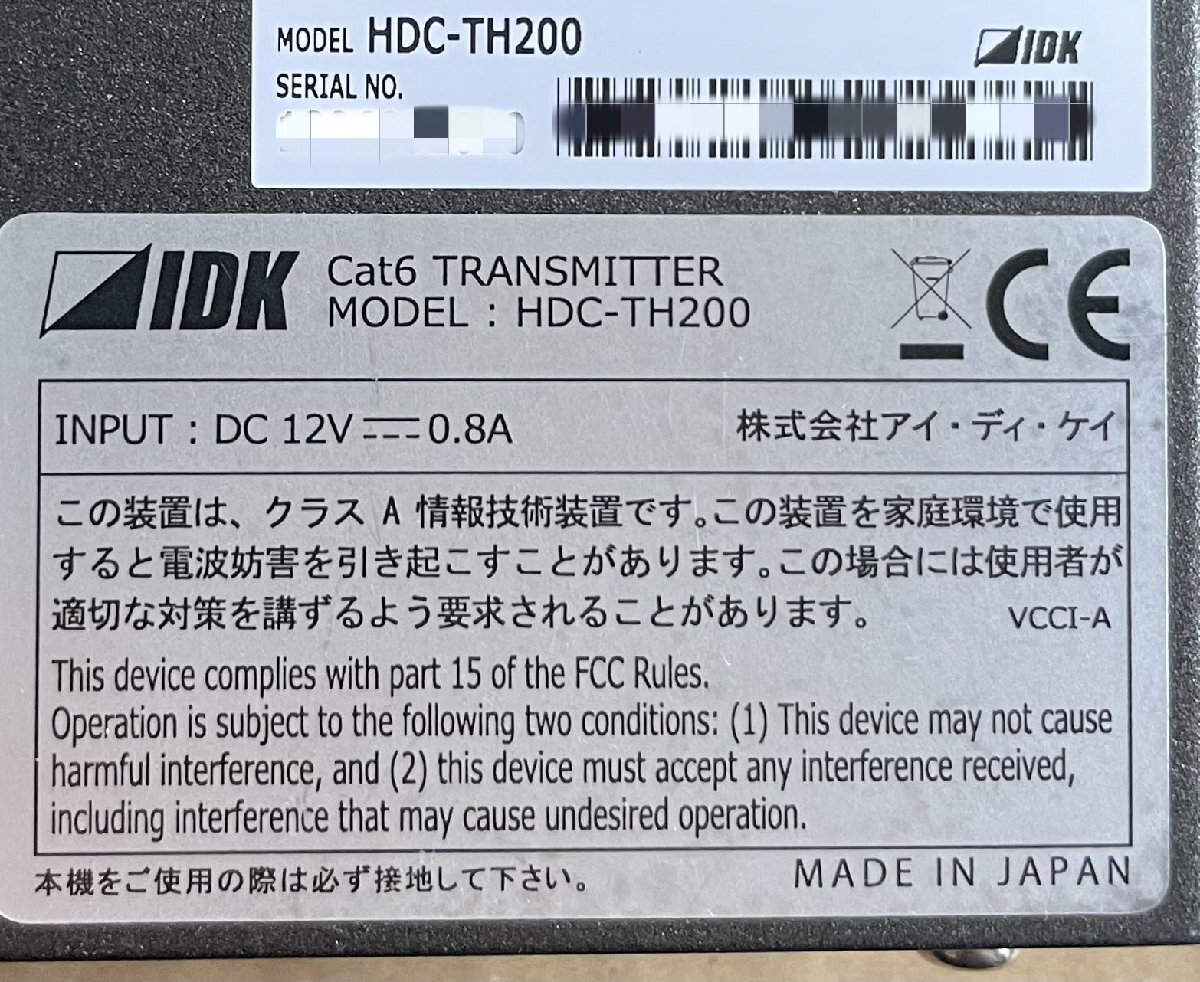 MODEL HDC-TH200
IDK
SERIAL NO.
IDK
Cat6 TRANSMITTER
MODEL : HDC-TH200
CE
INPUT : DC 12V ⎓ 0.8A
株式会社アイ・ディ・ケイ
この装置は、クラス A 情報技術装置です。この装置を家庭環境で使用
すると電波妨害を引き起こすことがあります。この場合には使用者が
適切な対策を講ずるよう要求されることがあります。
VCCI-A
This device complies with part 15 of the FCC Rules.
Operation is subject to the following two conditions: (1) This device may not cause
harmful interference, and (2) this device must accept any interference received,
including interference that may cause undesired operation.
本機をご使用の際は必ず接地して下さい。
MADE IN JAPAN